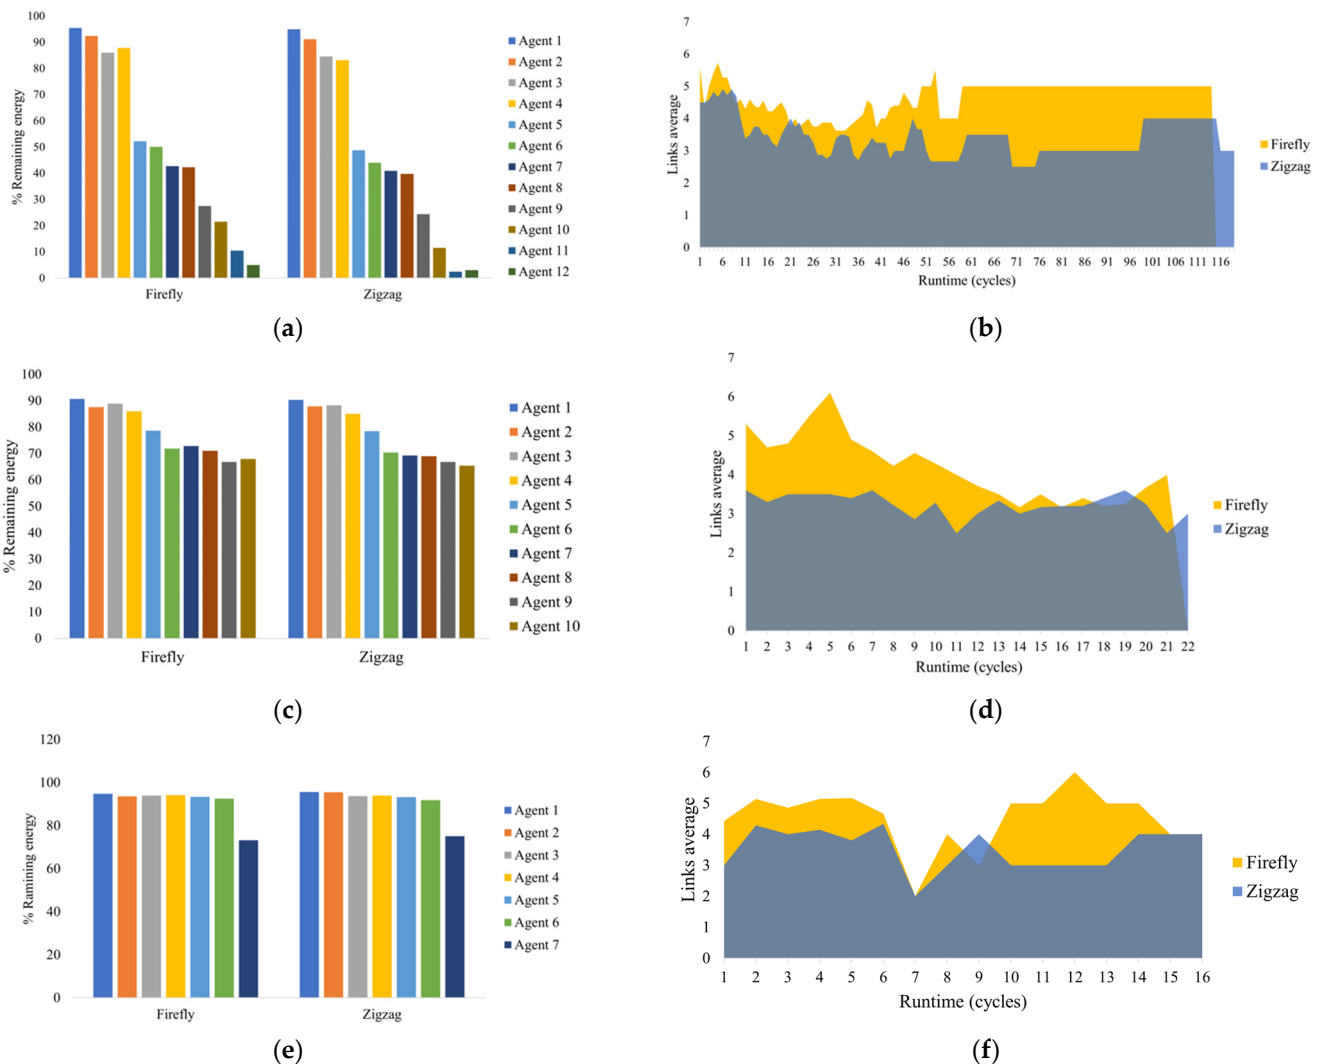 100
90
80
70
60
50
40
30
20
10
0
% Remaining energy
Firefly
Zigzag
Agent 1
Agent 2
Agent 3
Agent 4
Agent 5
Agent 6
Agent 7
Agent 8
Agent 9
Agent 10
Agent 11
Agent 12
(a)
7
6
5
4
3
2
1
0
Links average
1 6 11 16 21 26 31 36 41 46 51 56 61 66 71 76 81 86 91 96 101 106 111 116
Runtime (cycles)
Firefly
Zigzag
(b)
100
90
80
70
60
50
40
30
20
10
0
% Remaining energy
Firefly
Zigzag
Agent 1
Agent 2
Agent 3
Agent 4
Agent 5
Agent 6
Agent 7
Agent 8
Agent 9
Agent 10
(c)
7
6
5
4
3
2
1
0
Links average
1 2 3 4 5 6 7 8 9 10 11 12 13 14 15 16 17 18 19 20 21 22
Runtime (cycles)
Firefly
Zigzag
(d)
120
100
80
60
40
20
0
% Ramining energy
Firefly
Zigzag
Agent 1
Agent 2
Agent 3
Agent 4
Agent 5
Agent 6
Agent 7
(e)
7
6
5
4
3
2
1
0
Links average
1 2 3 4 5 6 7 8 9 10 11 12 13 14 15 16
Runtime (cycles)
Firefly
Zigzag
(f)